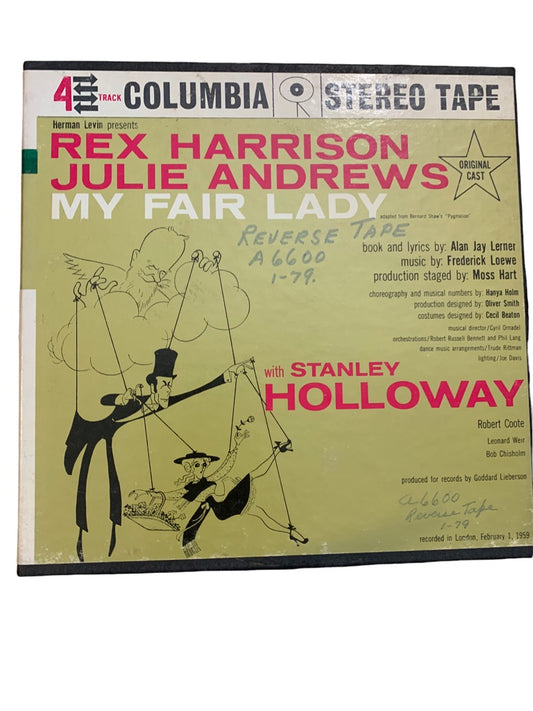 4 TRACK COLUMBIA STEREO TAPE
Herman Levin presents
REX HARRISON
JULIE ANDREWS
ORIGINAL
CAST
MY FAIR LADY
adapted from Bernard Shaw's "Pygmalion"
REVERSE TAPE
A6600
1-79.
book and lyrics by: Alan Jay Lerner
music by: Frederick Loewe
production staged by: Moss Hart
choreography and musical numbers by: Hanya Holm
production designed by: Oliver Smith
costumes designed by: Cecil Beaton
musical director/Cyril Ornadel
orchestrations/Robert Russell Bennett and Phil Lang
dance music arrangements/Trude Rittman
lighting/Joe Davis
with STANLEY
HOLLOWAY
Robert Coote
Leonard Weir
Bob Chisholm
produced for records by Goddard Lieberson
A6600
Reverse Tape
1-79
recorded in London, February 1, 1959